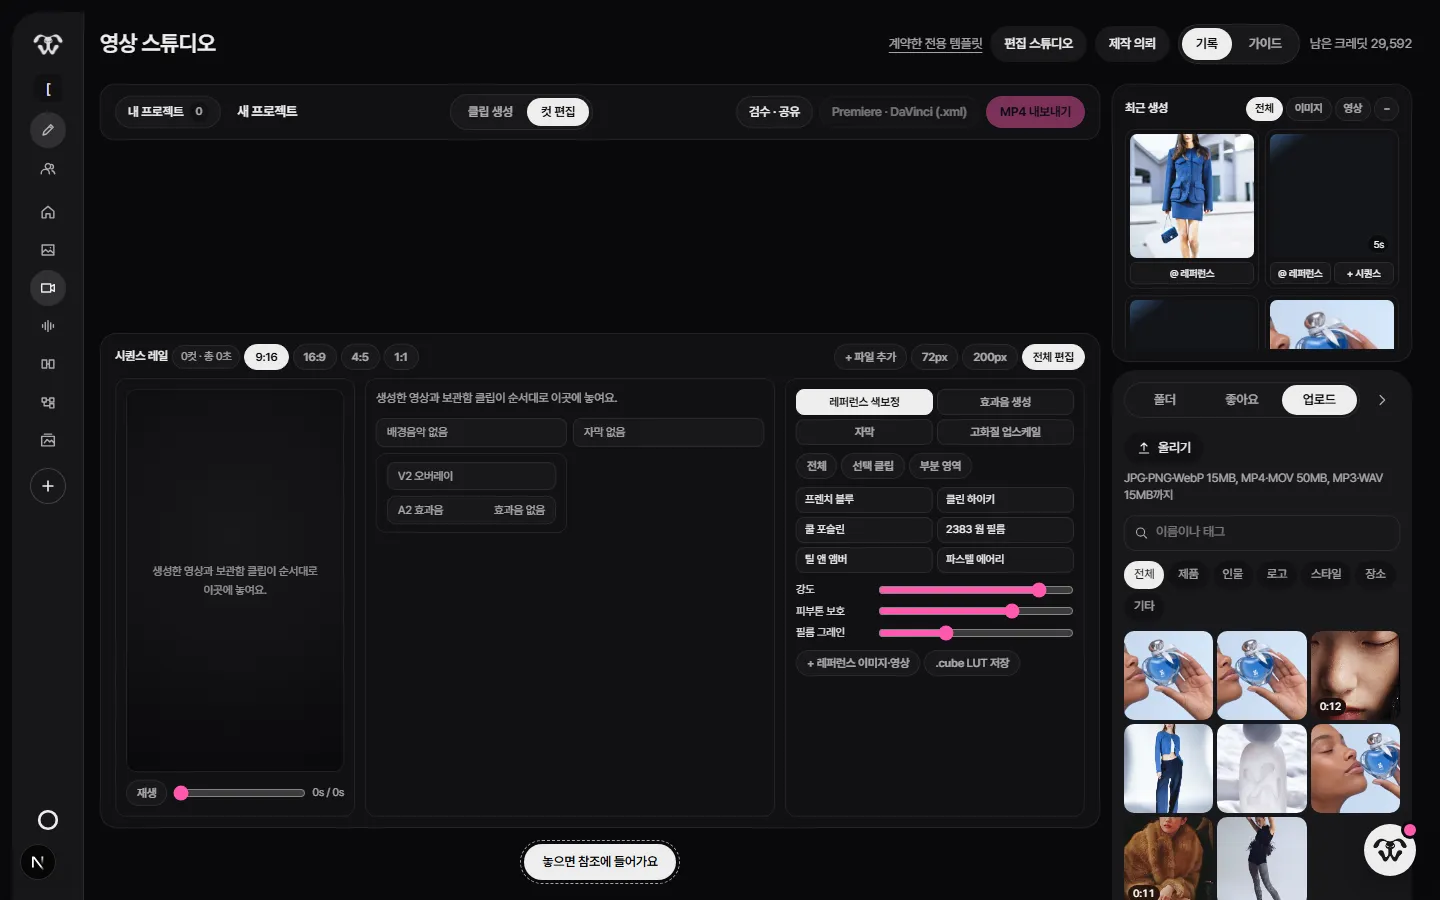 영상 스튜디오
계약한 전용 템플릿
편집 스튜디오
제작 의뢰
기록
가이드
남은 크레딧 29,592
[
내 프로젝트 0
새 프로젝트
클립 생성
컷 편집
검수 · 공유
Premiere · DaVinci (.xml)
MP4 내보내기
시퀀스 레일
0컷 · 총 0초
9:16
16:9
4:5
1:1
+ 파일 추가
72px
200px
전체 편집
생성한 영상과 보관함 클립이 순서대로
이곳에 놓여요.
재생
0s / 0s
생성한 영상과 보관함 클립이 순서대로 이곳에 놓여요.
배경음악 없음
자막 없음
V2 오버레이
A2 효과음
효과음 없음
레퍼런스 색보정
효과음 생성
자막
고화질 업스케일
전체
선택 클립
부분 영역
프렌치 블루
클린 하이키
쿨 포슬린
2383 웜 필름
틸 앤 앰버
파스텔 에어리
강도
피부톤 보호
필름 그레인
+ 레퍼런스 이미지·영상
.cube LUT 저장
놓으면 참조에 들어가요
최근 생성
전체
이미지
영상
–
5s
@ 레퍼런스
@ 레퍼런스
+ 시퀀스
폴더
좋아요
업로드
올리기
JPG·PNG·WebP 15MB, MP4·MOV 50MB, MP3·WAV
15MB까지
이름이나 태그
전체
제품
인물
로고
스타일
장소
기타
0:12
0:11
N